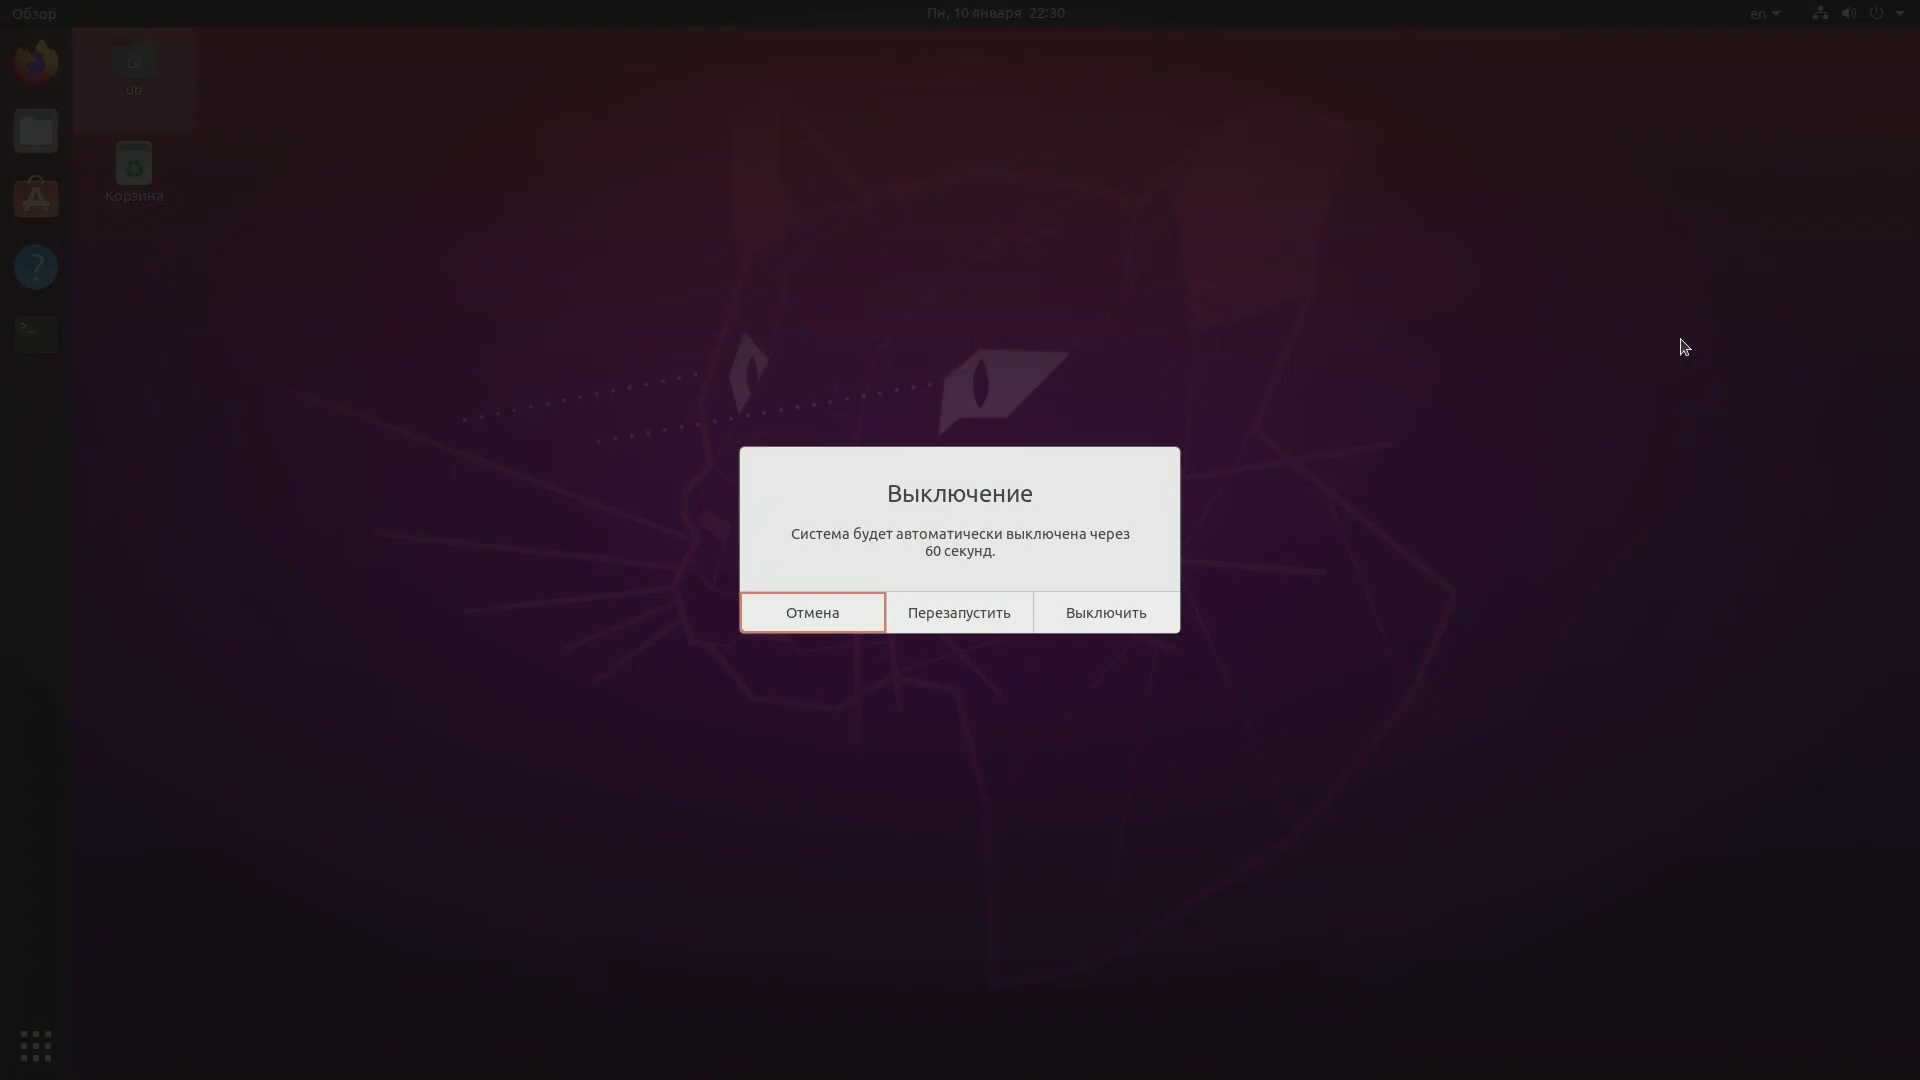 Обзор
Пн, 10 января 22:30
en
ub
Корзина
Выключение
Система будет автоматически выключена через
60 секунд.
Отмена
Перезапустить
Выключить